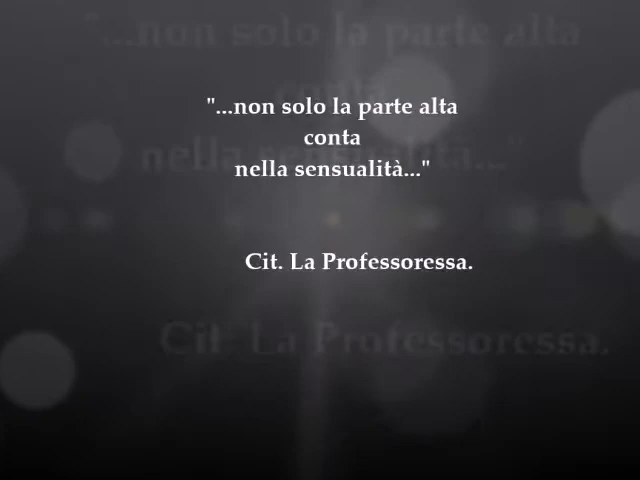 "...non solo la parte alta
conta
nella sensualità..."
Cit. La Professoressa.